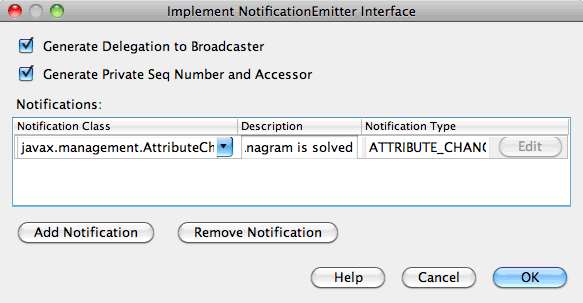 Implement NotificationEmitter Interface
Generate Delegation to Broadcaster
Generate Private Seq Number and Accessor
Notifications:
Notification Class Description Notification Type
javax.management.AttributeCh .nagram is solved ATTRIBUTE_CHANG Edit
Add Notification Remove Notification
Help Cancel OK